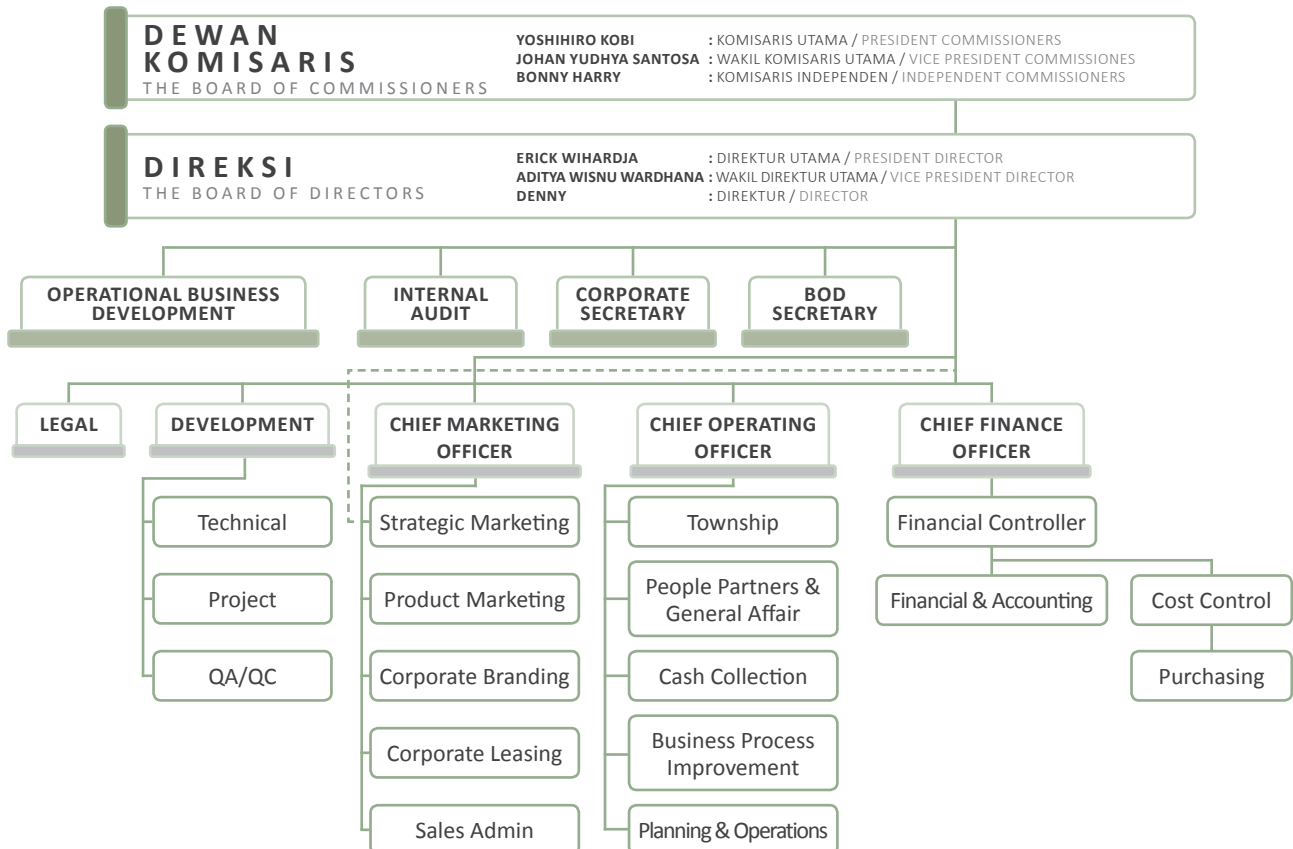 DEWAN
KOMISARIS
THE BOARD OF COMMISSIONERS
YOSHIHIRO KOBI : KOMISARIS UTAMA / PRESIDENT COMMISSIONERS
JOHAN YUDHYA SANTOSA : WAKIL KOMISARIS UTAMA / VICE PRESIDENT COMMISSIONES
BONNY HARRY : KOMISARIS INDEPENDEN / INDEPENDENT COMMISSIONERS
DIREKSI
THE BOARD OF DIRECTORS
ERICK WIHARDJA : DIREKTUR UTAMA / PRESIDENT DIRECTOR
ADITYA WISNU WARDHANA : WAKIL DIREKTUR UTAMA / VICE PRESIDENT DIRECTOR
DENNY : DIREKTUR / DIRECTOR
OPERATIONAL BUSINESS
DEVELOPMENT
INTERNAL
AUDIT
CORPORATE
SECRETARY
BOD
SECRETARY
LEGAL
DEVELOPMENT
CHIEF MARKETING
OFFICER
CHIEF OPERATING
OFFICER
CHIEF FINANCE
OFFICER
Technical
Project
QA/QC
Strategic Marketing
Product Marketing
Corporate Branding
Corporate Leasing
Sales Admin
Township
People Partners &
General Affair
Cash Collection
Business Process
Improvement
Planning & Operations
Financial Controller
Financial & Accounting
Cost Control
Purchasing